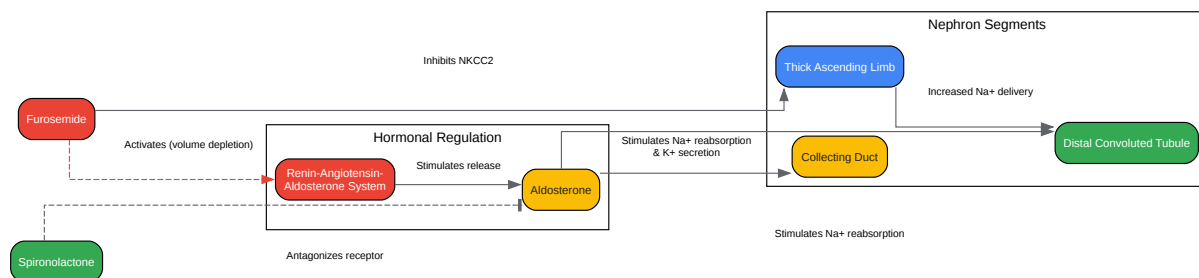 Nephron Segments
Inhibits NKCC2
Thick Ascending Limb
Increased Na+ delivery
Furosemide
Hormonal Regulation
Activates (volume depletion)
Stimulates Na+ reabsorption
& K+ secretion
Distal Convoluted Tubule
Collecting Duct
Renin-Angiotensin-
Aldosterone System
Stimulates release
Aldosterone
Stimulates Na+ reabsorption
Antagonizes receptor
Spironolactone